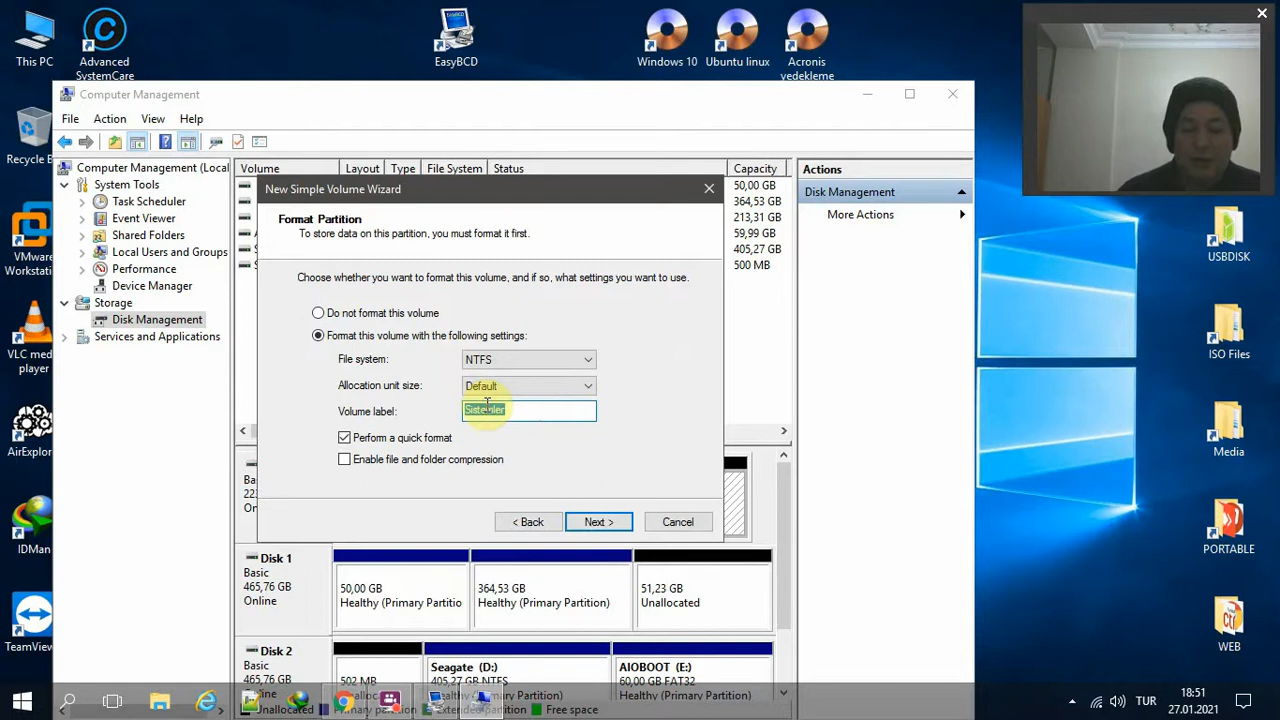 This PC
Advanced
SystemCare
EasyBCD
Windows 10
Ubuntu linux
Acronis
yedekleme
Computer Management
File Action View Help
Recycle B
Computer Management (Local
System Tools
Task Scheduler
Event Viewer
Shared Folders
Local Users and Groups
Performance
Device Manager
Storage
Disk Management
Services and Applications
Volume Layout Type File System Status Capacity
50,00 GB
364,53 GB
213,31 GB
59,99 GB
405,27 GB
500 MB
Actions
Disk Management
More Actions
New Simple Volume Wizard
Format Partition
To store data on this partition, you must format it first.
Choose whether you want to format this volume, and if so, what settings you want to use.
Do not format this volume
Format this volume with the following settings:
File system: NTFS
Allocation unit size: Default
Volume label: Sistemler
Perform a quick format
Enable file and folder compression
< Back Next > Cancel
Disk 1
Basic
465,76 GB
Online
50,00 GB
Healthy (Primary Partitio
364,53 GB
Healthy (Primary Partition)
51,23 GB
Unallocated
Disk 2
Basic
465,76 GB
Online
502 MB
Seagate (D:)
405,27 GB NTFS
AIOBOOT (E:)
60,00 GB FAT32
Healthy (Primary Partition)
Unallocated Primary partition Extended partition Free space
VMware
Workstati
VLC med
player
AirExplor
IDMan
TeamView
USBDISK
ISO Files
Media
PORTABLE
WEB
TUR
18:51
27.01.2021